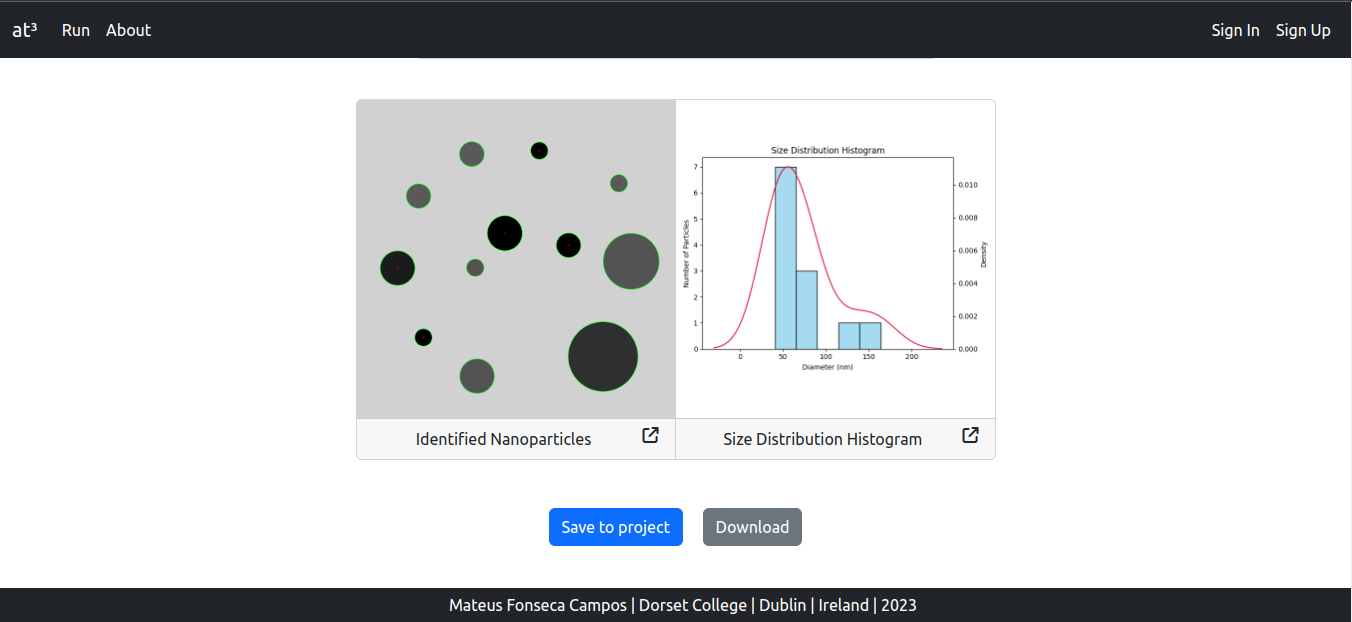 at³ Run About Sign In Sign Up
Size Distribution Histogram
7
6
5
4
3
2
1
0
Number of Particles
0.010
0.008
0.006
0.004
0.002
0.000
Density
0 50 100 150 200
Diameter (nm)
Identified Nanoparticles
Size Distribution Histogram
Save to project Download
Mateus Fonseca Campos | Dorset College | Dublin | Ireland | 2023